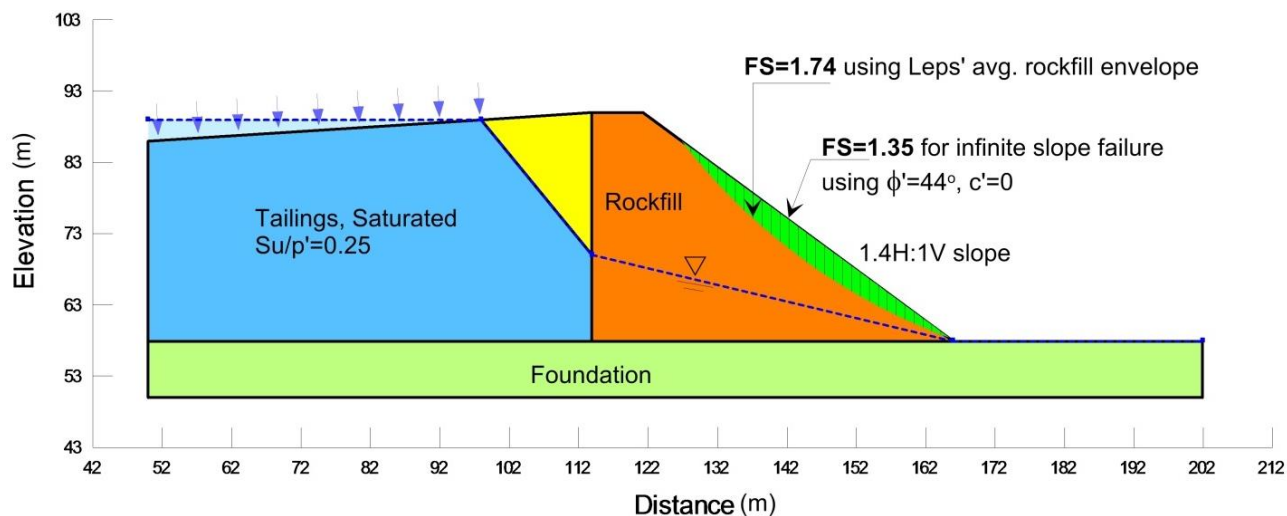 103
93
83
73
63
53
43
Elevation (m)
FS=1.74 using Leps' avg. rockfill envelope
FS=1.35 for infinite slope failure
using ϕ'=44°, c'=0
Rockfill
Tailings, Saturated
Su/p'=0.25
1.4H:1V slope
Foundation
42 52 62 72 82 92 102 112 122 132 142 152 162 172 182 192 202 212
Distance (m)